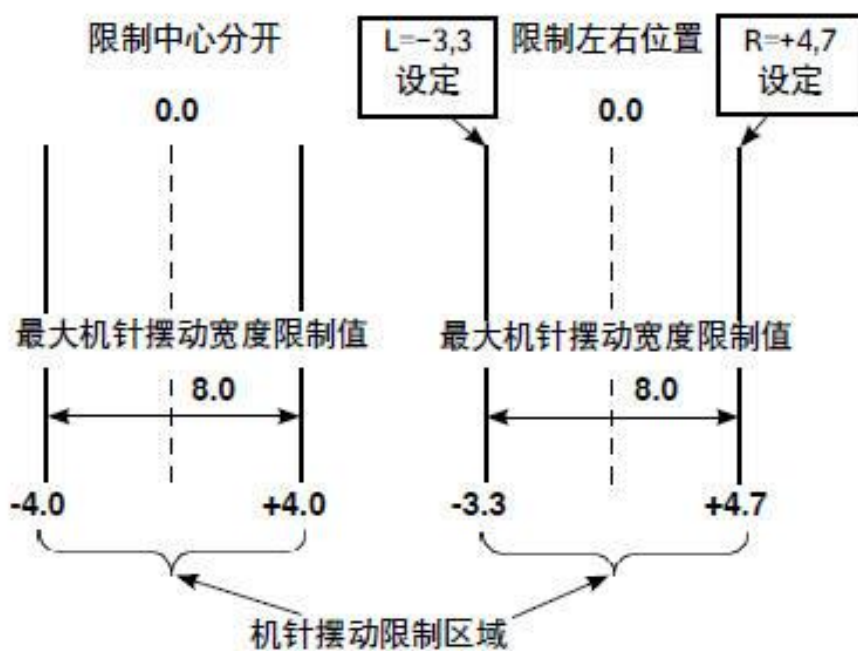 限制中心分开
0.0
-4.0
+4.0
最大机针摆动宽度限制值
8.0
L=-3,3
设定
限制左右位置
R=+4,7
设定
0.0
最大机针摆动宽度限制值
8.0
-3.3
+4.7
机针摆动限制区域